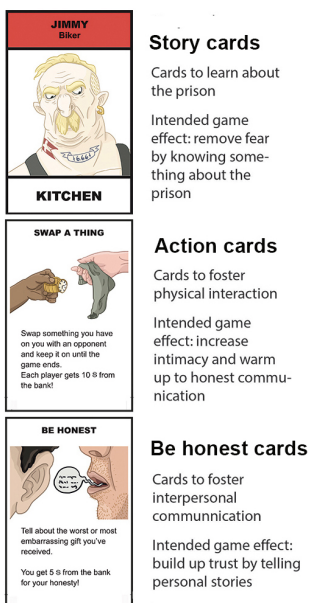 JIMMY
Biker
KITCHEN
Story cards
Cards to learn about
the prison
Intended game
effect: remove fear
by knowing some-
thing about the
prison
SWAP A THING
Swap something you have
on you with an opponent
and keep it on until the
game ends.
Each player gets 10 S from
the bank!
Action cards
Cards to foster
physical interaction
Intended game
effect: increase
intimacy and warm
up to honest commu-
nication
BE HONEST
Tell about the worst or most
embarrassing gift you've
received.
You get 5 S from the bank
for your honesty!
Be honest cards
Cards to foster
interpersonal
communnication
Intended game effect:
build up trust by telling
personal stories